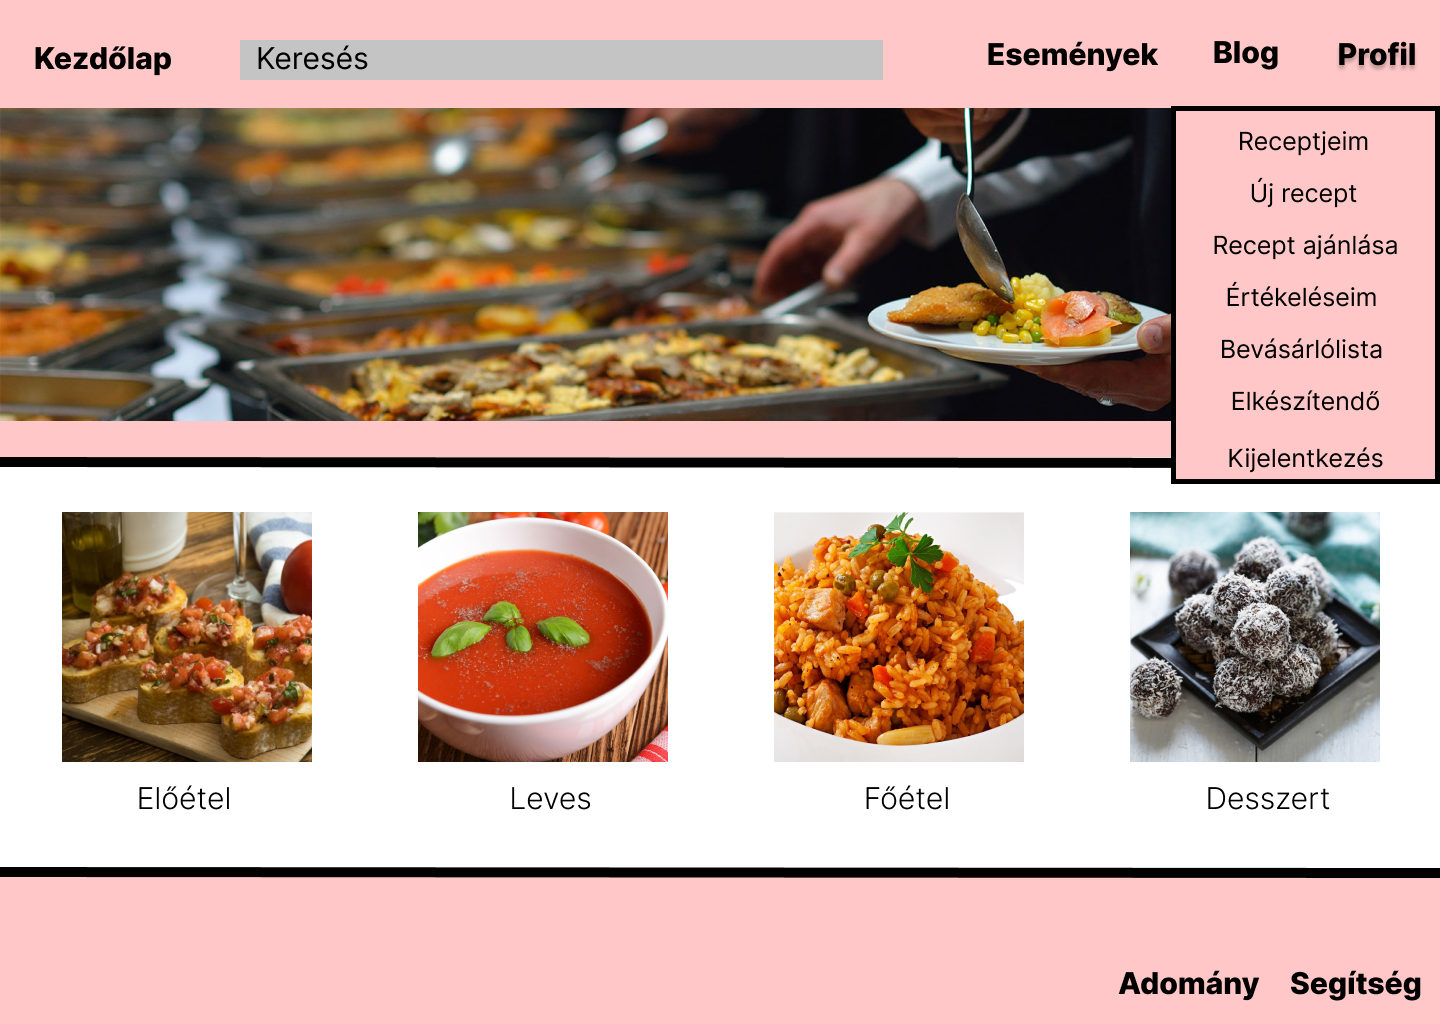 Kezdőlap
Keresés
Események
Blog
Profil
Receptjeim
Új recept
Recept ajánlása
Értékeléseim
Bevásárlólista
Elkészítendő
Kijelentkezés
Előétel
Leves
Főétel
Desszert
Adomány
Segítség